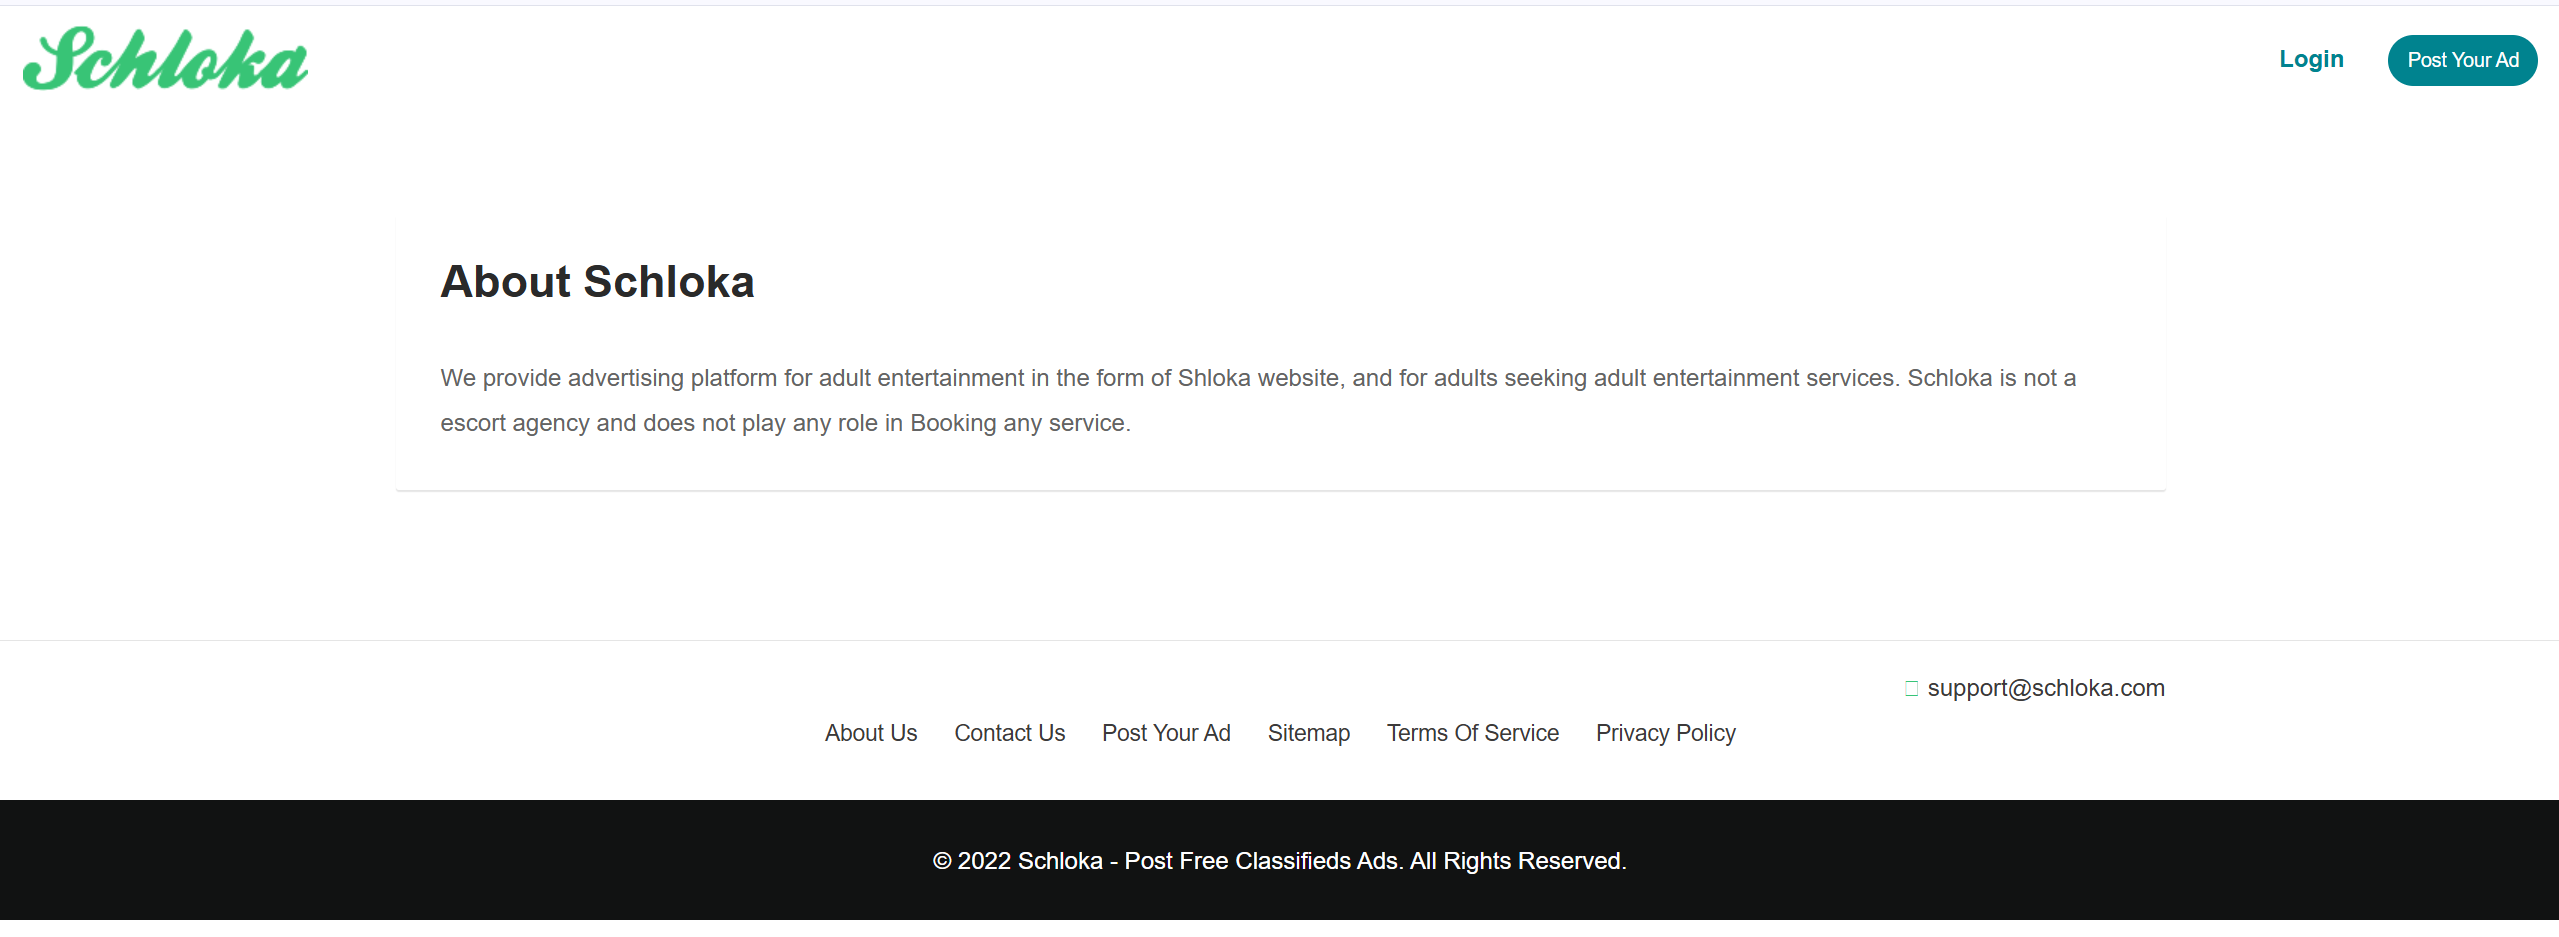 Schloka
Login
Post Your Ad
About Schloka
We provide advertising platform for adult entertainment in the form of Shloka website, and for adults seeking adult entertainment services. Schloka is not a
escort agency and does not play any role in Booking any service.
support@schloka.com
About Us
Contact Us
Post Your Ad
Sitemap
Terms Of Service
Privacy Policy
© 2022 Schloka - Post Free Classifieds Ads. All Rights Reserved.